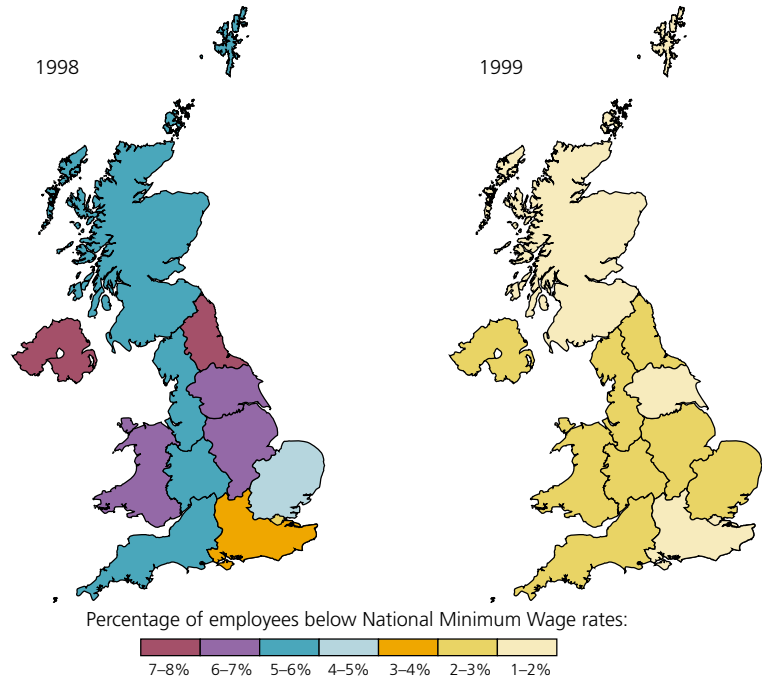 1998
1999
Percentage of employees below National Minimum Wage rates:
7–8% 6–7% 5–6% 4–5% 3–4% 2–3% 1–2%